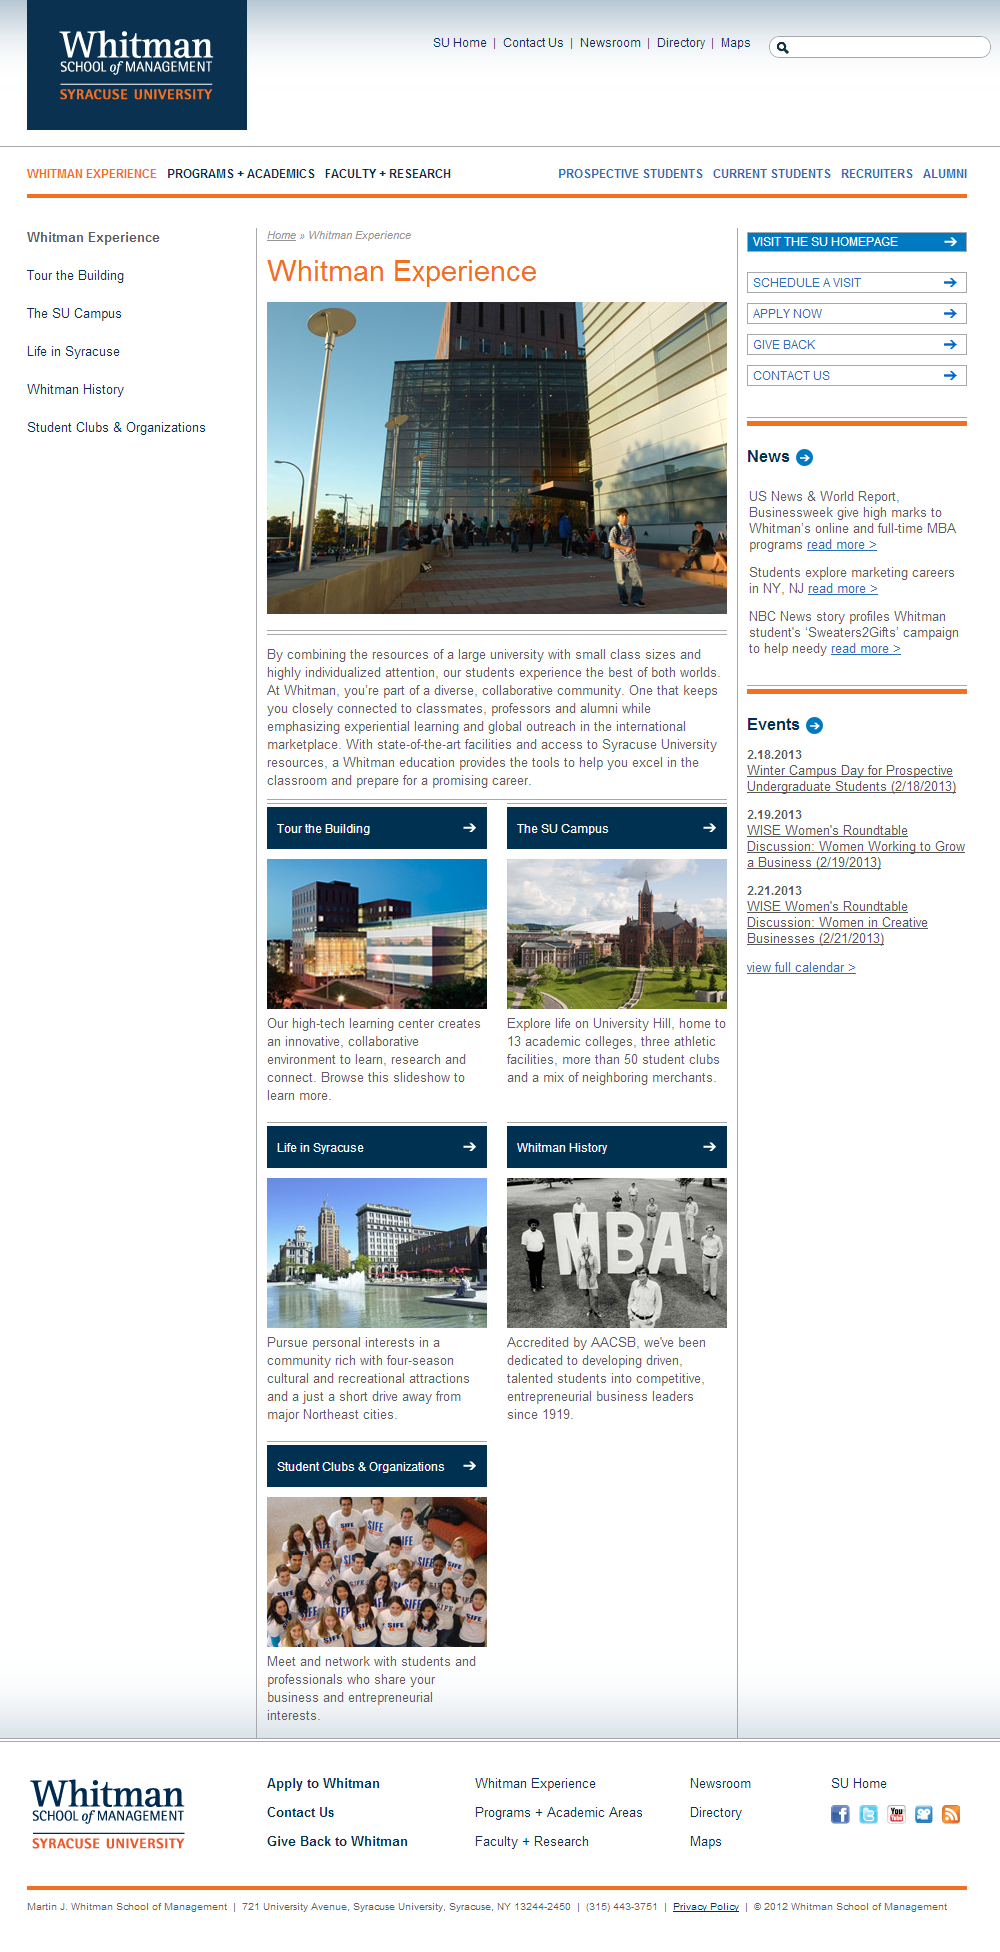 Whitman
SCHOOL of MANAGEMENT
SYRACUSE UNIVERSITY
SU Home | Contact Us | Newsroom | Directory | Maps
WHITMAN EXPERIENCE PROGRAMS + ACADEMICS FACULTY + RESEARCH
PROSPECTIVE STUDENTS CURRENT STUDENTS RECRUITERS ALUMNI
Whitman Experience
Tour the Building
The SU Campus
Life in Syracuse
Whitman History
Student Clubs & Organizations
Home » Whitman Experience
Whitman Experience
By combining the resources of a large university with small class sizes and
highly individualized attention, our students experience the best of both worlds.
At Whitman, you're part of a diverse, collaborative community. One that keeps
you closely connected to classmates, professors and alumni while
emphasizing experiential learning and global outreach in the international
marketplace. With state-of-the-art facilities and access to Syracuse University
resources, a Whitman education provides the tools to help you excel in the
classroom and prepare for a promising career.
Tour the Building
Our high-tech learning center creates
an innovative, collaborative
environment to learn, research and
connect. Browse this slideshow to
learn more.
The SU Campus
Explore life on University Hill, home to
13 academic colleges, three athletic
facilities, more than 50 student clubs
and a mix of neighboring merchants.
Life in Syracuse
Pursue personal interests in a
community rich with four-season
cultural and recreational attractions
and a just a short drive away from
major Northeast cities.
Whitman History
MBA
Accredited by AACSB, we've been
dedicated to developing driven,
talented students into competitive,
entrepreneurial business leaders
since 1919.
Student Clubs & Organizations
SIFE
SIFE
SIFE
SIFE
Meet and network with students and
professionals who share your
business and entrepreneurial
interests.
VISIT THE SU HOMEPAGE
SCHEDULE A VISIT
APPLY NOW
GIVE BACK
CONTACT US
News
US News & World Report,
Businessweek give high marks to
Whitman's online and full-time MBA
programs read more >
Students explore marketing careers
in NY, NJ read more >
NBC News story profiles Whitman
student's 'Sweaters2Gifts' campaign
to help needy read more >
Events
2.18.2013
Winter Campus Day for Prospective
Undergraduate Students (2/18/2013)
2.19.2013
WISE Women's Roundtable
Discussion: Women Working to Grow
a Business (2/19/2013)
2.21.2013
WISE Women's Roundtable
Discussion: Women in Creative
Businesses (2/21/2013)
view full calendar >
Whitman
SCHOOL of MANAGEMENT
SYRACUSE UNIVERSITY
Apply to Whitman
Contact Us
Give Back to Whitman
Whitman Experience
Programs + Academic Areas
Faculty + Research
Newsroom
Directory
Maps
SU Home
You Tube
Martin J. Whitman School of Management | 721 University Avenue, Syracuse University, Syracuse, NY 13244-2450 | (315) 443-3751 | Privacy Policy | © 2012 Whitman School of Management